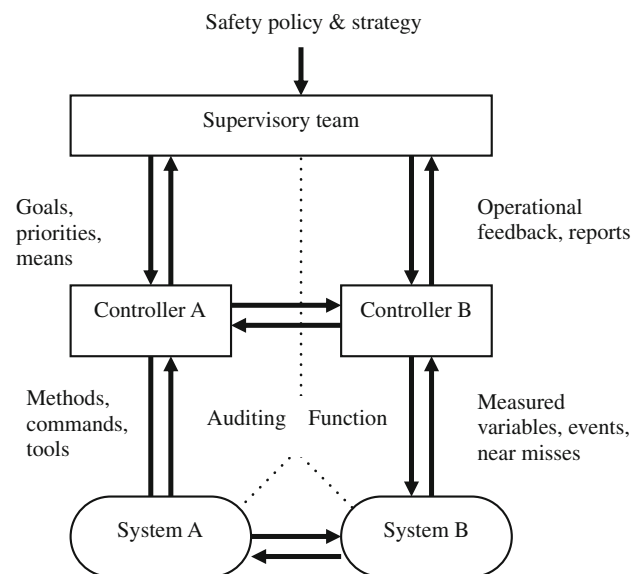 Safety policy & strategy
Supervisory team
Goals,
priorities,
means
Operational
feedback, reports
Controller A
Controller B
Methods,
commands,
tools
Auditing Function
Measured
variables, events,
near misses
System A
System B